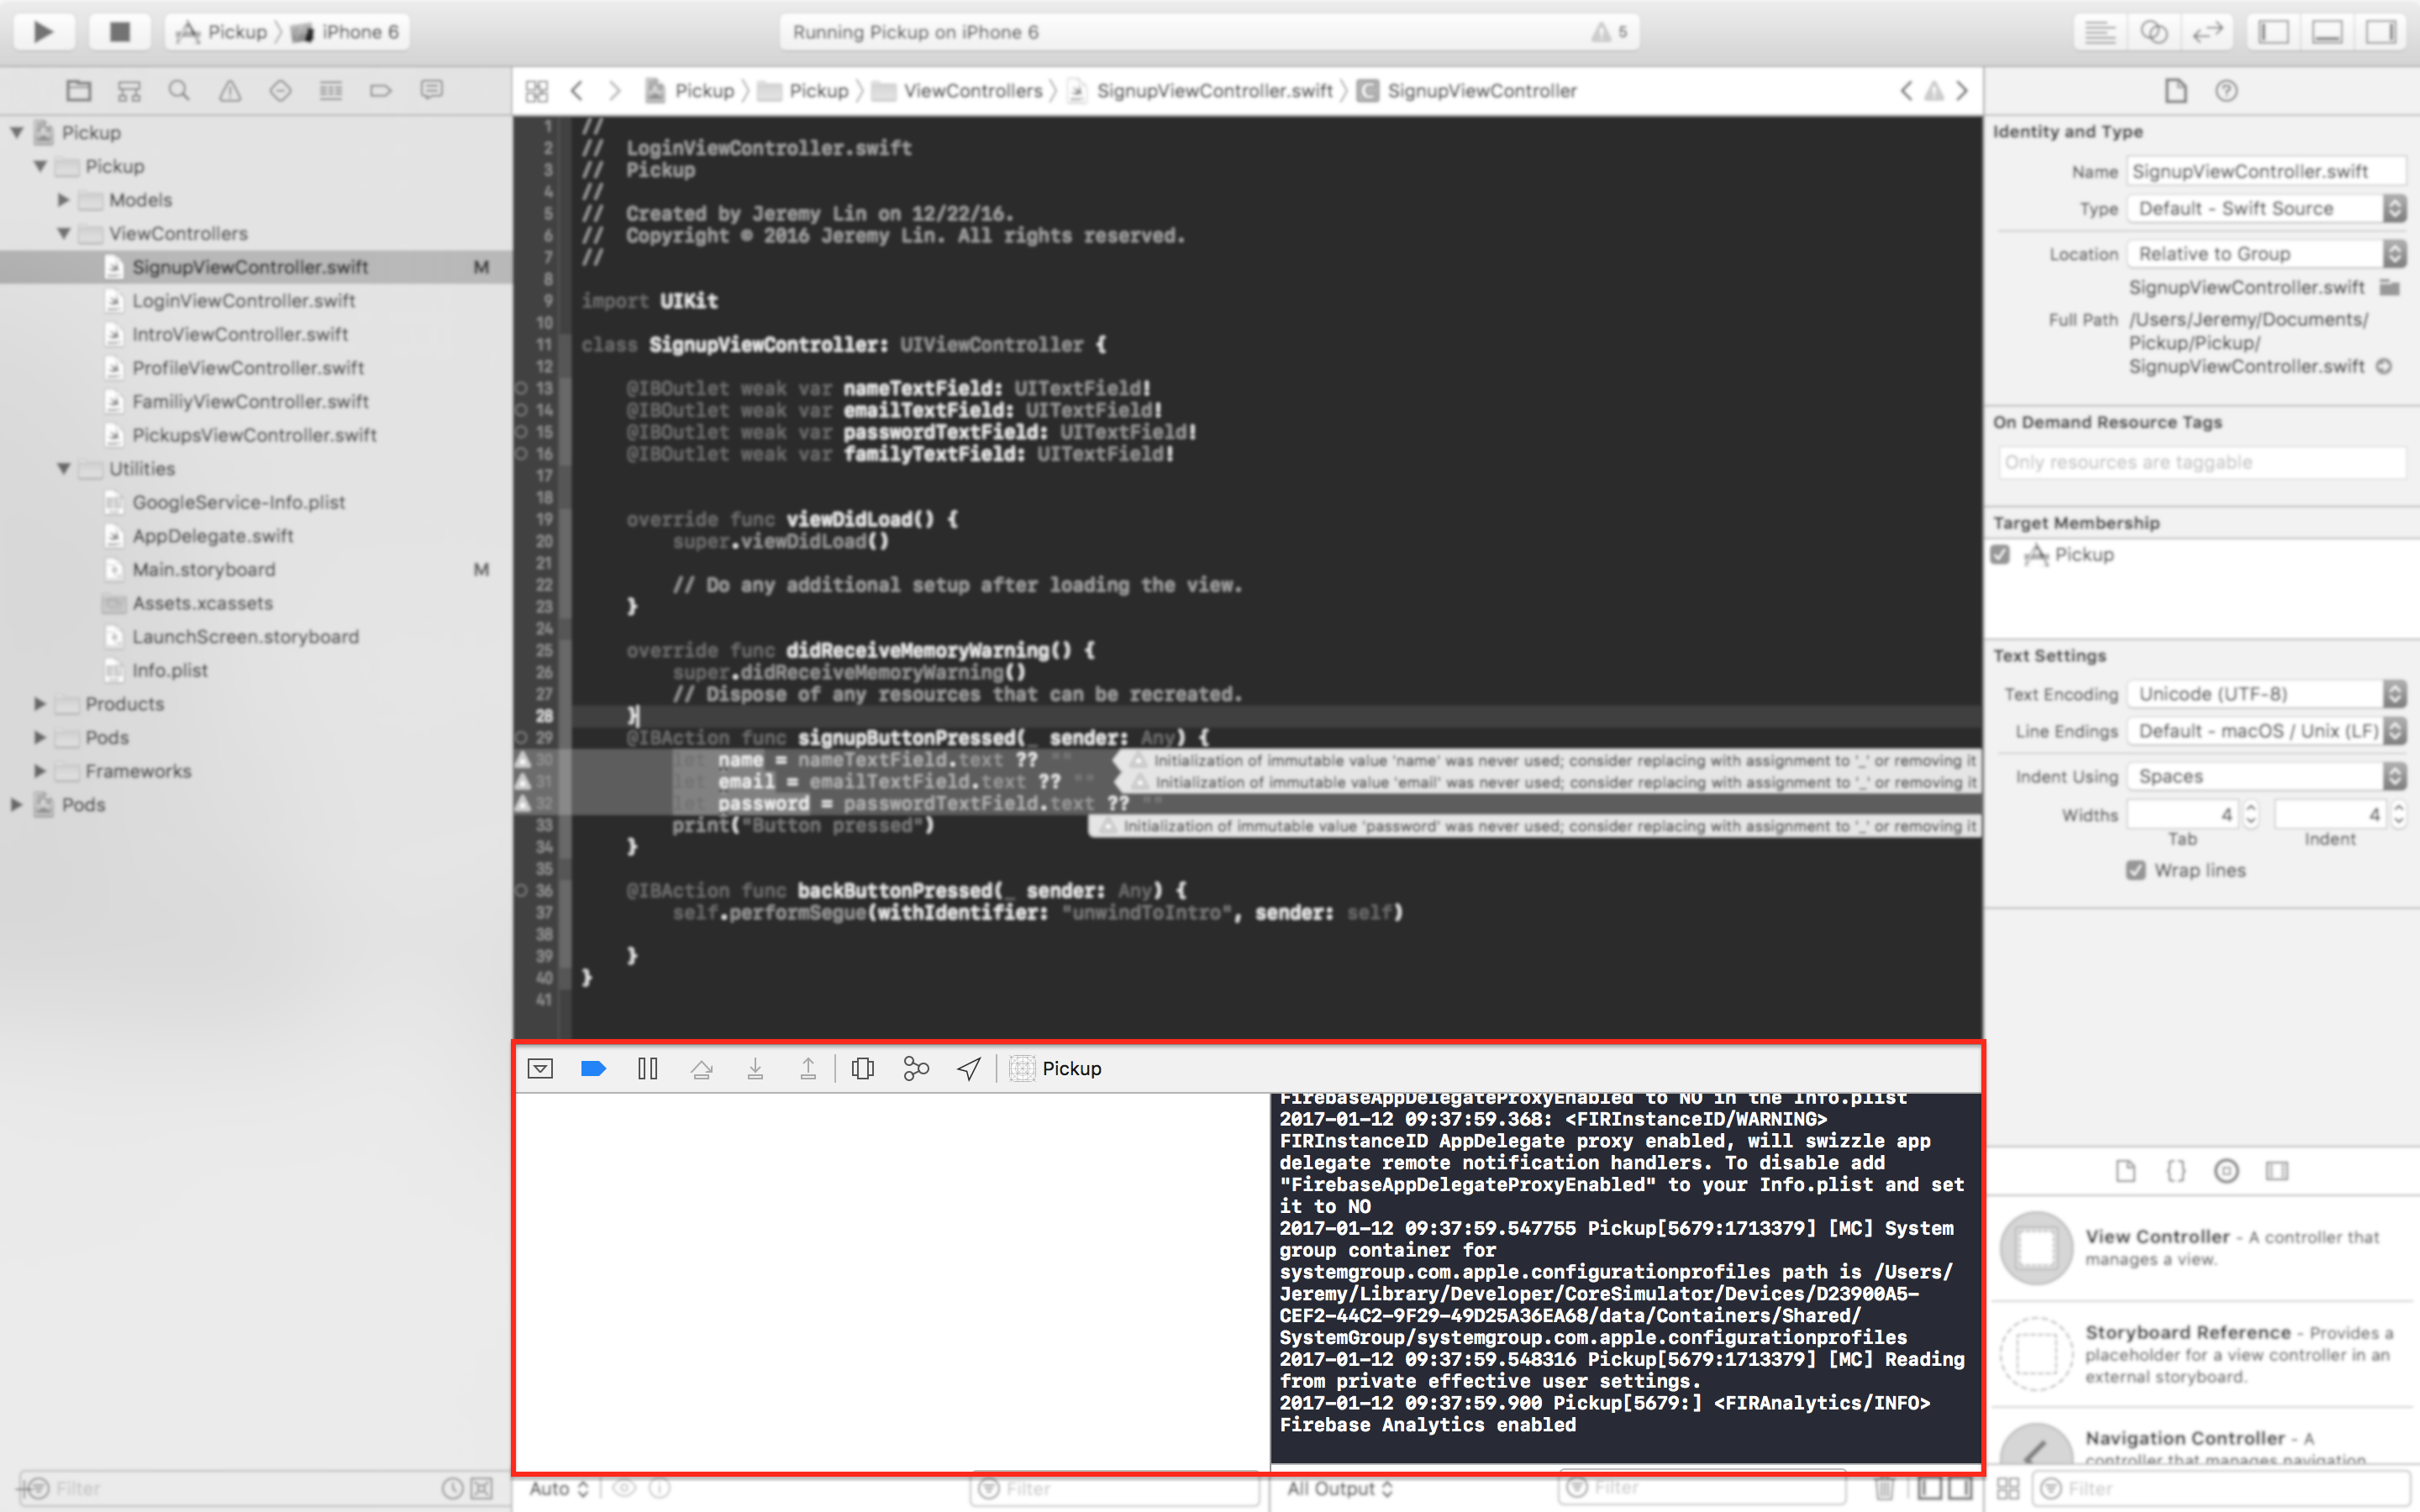 Pickup
iPhone 6
Running Pickup on iPhone 6
5
Pickup
Pickup
ViewControllers
SignupViewController.swift
C
SignupViewController
Pickup
Pickup
Models
ViewControllers
SignupViewController.swift M
LoginViewController.swift
IntroViewController.swift
ProfileViewController.swift
FamiliyViewController.swift
PickupsViewController.swift
Utilities
GoogleService-Info.plist
AppDelegate.swift
Main.storyboard M
Assets.xcassets
LaunchScreen.storyboard
Info.plist
Products
Pods
Frameworks
Pods
Filter
1 //
2 //  LoginViewController.swift
3 //  Pickup
4 //
5 //  Created by Jeremy Lin on 12/22/16.
6 //  Copyright © 2016 Jeremy Lin. All rights reserved.
7 //
8
9 import UIKit
10
11 class SignupViewController: UIViewController {
12
13     @IBOutlet weak var nameTextField: UITextField!
14     @IBOutlet weak var emailTextField: UITextField!
15     @IBOutlet weak var passwordTextField: UITextField!
16     @IBOutlet weak var familyTextField: UITextField!
17
18
19     override func viewDidLoad() {
20         super.viewDidLoad()
21
22         // Do any additional setup after loading the view.
23     }
24
25     override func didReceiveMemoryWarning() {
26         super.didReceiveMemoryWarning()
27         // Dispose of any resources that can be recreated.
28     }
29     @IBAction func signupButtonPressed(_ sender: Any) {
30         let name = nameTextField.text ?? "" Initialization of immutable value 'name' was never used; consider replacing with assignment to '_' or removing it
31         let email = emailTextField.text ?? "" Initialization of immutable value 'email' was never used; consider replacing with assignment to '_' or removing it
32         let password = passwordTextField.text ?? ""
33         print("Button pressed") Initialization of immutable value 'password' was never used; consider replacing with assignment to '_' or removing it
34     }
35
36     @IBAction func backButtonPressed(_ sender: Any) {
37         self.performSegue(withIdentifier: "unwindToIntro", sender: self)
38
39     }
40 }
41
Pickup
FirebaseAppDelegateProxyEnabled to NO in the Info.plist
2017-01-12 09:37:59.368: <FIRInstanceID/WARNING>
FIRInstanceID AppDelegate proxy enabled, will swizzle app
delegate remote notification handlers. To disable add
"FirebaseAppDelegateProxyEnabled" to your Info.plist and set
it to NO
2017-01-12 09:37:59.547755 Pickup[5679:1713379] [MC] System
group container for
systemgroup.com.apple.configurationprofiles path is /Users/
Jeremy/Library/Developer/CoreSimulator/Devices/D23900A5-
CEF2-44C2-9F29-49D25A36EA68/data/Containers/Shared/
SystemGroup/systemgroup.com.apple.configurationprofiles
2017-01-12 09:37:59.548316 Pickup[5679:1713379] [MC] Reading
from private effective user settings.
2017-01-12 09:37:59.900 Pickup[5679:] <FIRAnalytics/INFO>
Firebase Analytics enabled
Auto
Filter
All Output
Filter
Identity and Type
Name SignupViewController.swift
Type Default - Swift Source
Location Relative to Group
SignupViewController.swift
Full Path /Users/Jeremy/Documents/
Pickup/Pickup/
SignupViewController.swift
On Demand Resource Tags
Only resources are taggable
Target Membership
Pickup
Text Settings
Text Encoding Unicode (UTF-8)
Line Endings Default - macOS / Unix (LF)
Indent Using Spaces
Widths 4 4
Tab Indent
Wrap lines
{}
View Controller - A controller that
manages a view.
Storyboard Reference - Provides a
placeholder for a view controller in an
external storyboard.
Navigation Controller - A
controller that manages navigation
Filter